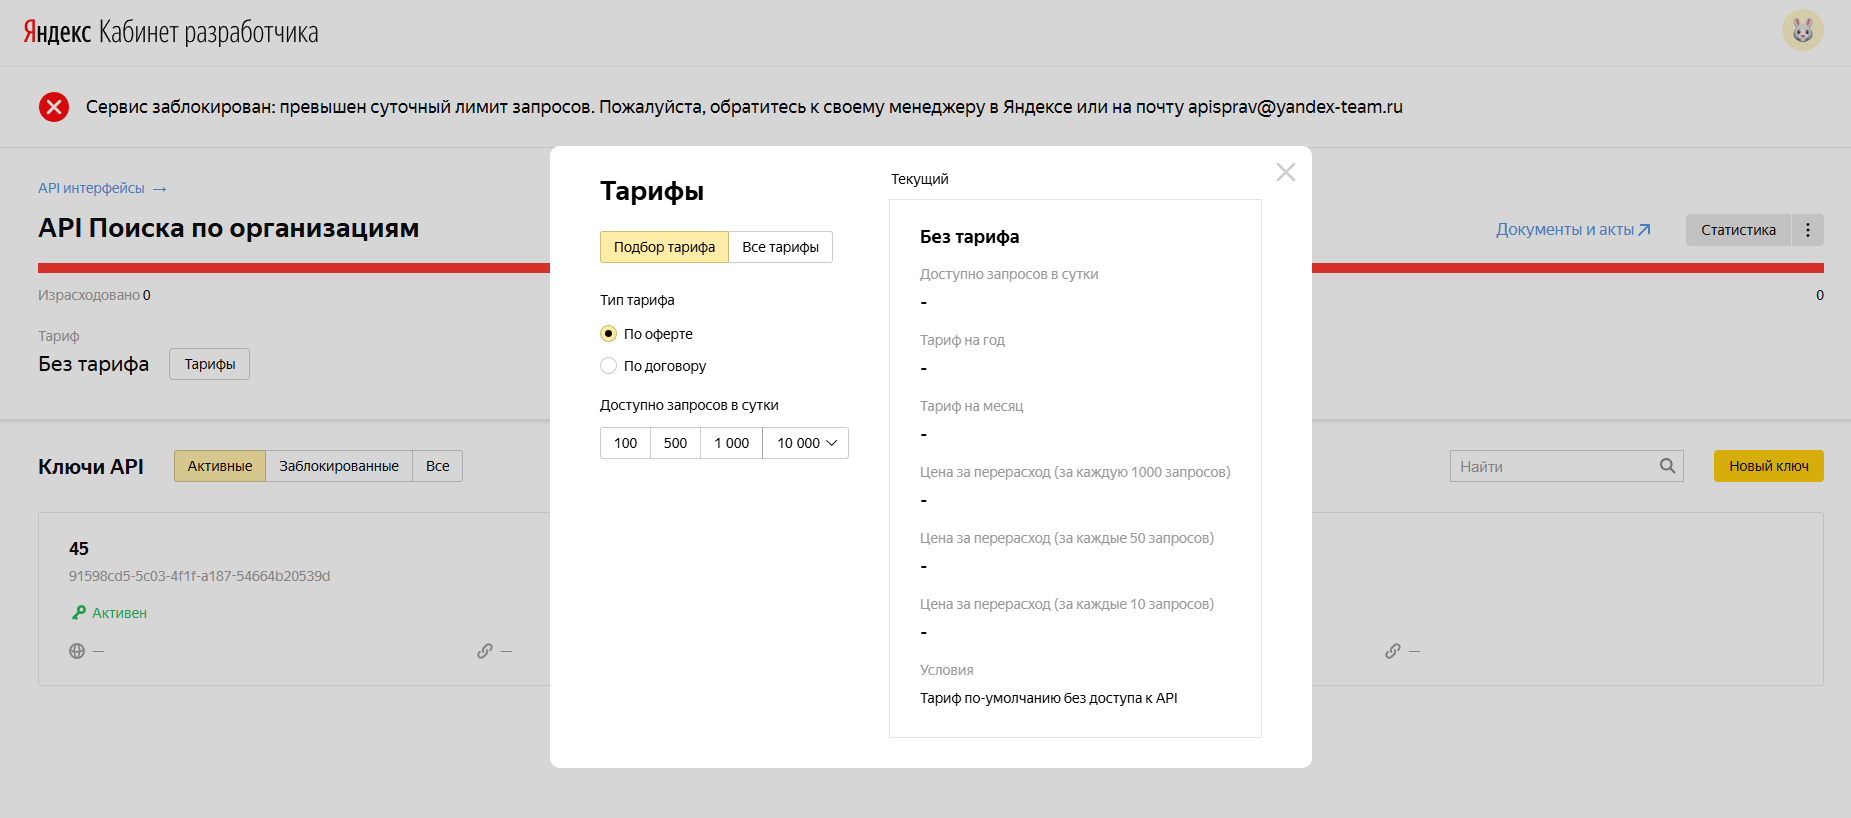 Яндекс Кабинет разработчика
Сервис заблокирован: превышен суточный лимит запросов. Пожалуйста, обратитесь к своему менеджеру в Яндексе или на почту apisprav@yandex-team.ru
API интерфейсы →
API Поиска по организациям
Документы и акты
Статистика
Израсходовано 0
0
Тариф
Без тарифа
Тарифы
Ключи API
Активные
Заблокированные
Все
Найти
Новый ключ
45
91598cd5-5c03-4f1f-a187-54664b20539d
Активен
—
—
—
Тарифы
Подбор тарифа
Все тарифы
Тип тарифа
По оферте
По договору
Доступно запросов в сутки
100
500
1 000
10 000
Текущий
Без тарифа
Доступно запросов в сутки
-
Тариф на год
-
Тариф на месяц
-
Цена за перерасход (за каждую 1000 запросов)
-
Цена за перерасход (за каждые 50 запросов)
-
Цена за перерасход (за каждые 10 запросов)
-
Условия
Тариф по-умолчанию без доступа к API